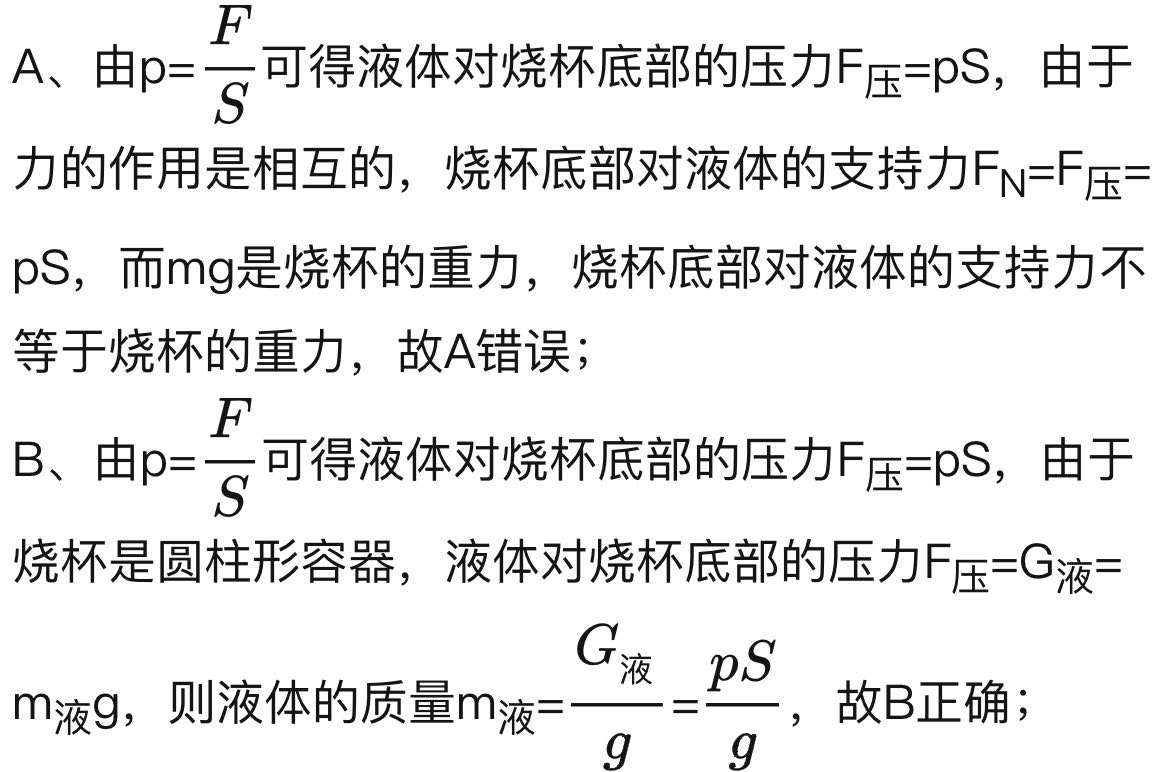 A、由p=\frac{F}{S}可得液体对烧杯底部的压力F压=pS，由于
力的作用是相互的，烧杯底部对液体的支持力FN=F压=
pS，而mg是烧杯的重力，烧杯底部对液体的支持力不
等于烧杯的重力，故A错误；
B、由p=\frac{F}{S}可得液体对烧杯底部的压力F压=pS，由于
烧杯是圆柱形容器，液体对烧杯底部的压力F压=G液=
m液g，则液体的质量m液=\frac{G液}{g}=\frac{pS}{g}，故B正确；